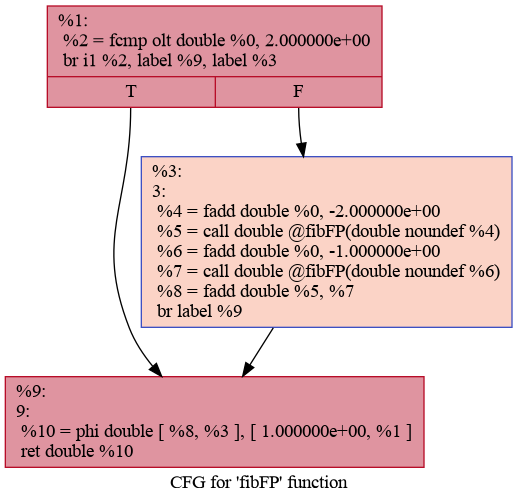 %1:
%2 = fcmp olt double %0, 2.000000e+00
br i1 %2, label %9, label %3
T
F
%3:
3:
%4 = fadd double %0, -2.000000e+00
%5 = call double @fibFP(double noundef %4)
%6 = fadd double %0, -1.000000e+00
%7 = call double @fibFP(double noundef %6)
%8 = fadd double %5, %7
br label %9
%9:
9:
%10 = phi double [ %8, %3 ], [ 1.000000e+00, %1 ]
ret double %10
CFG for 'fibFP' function